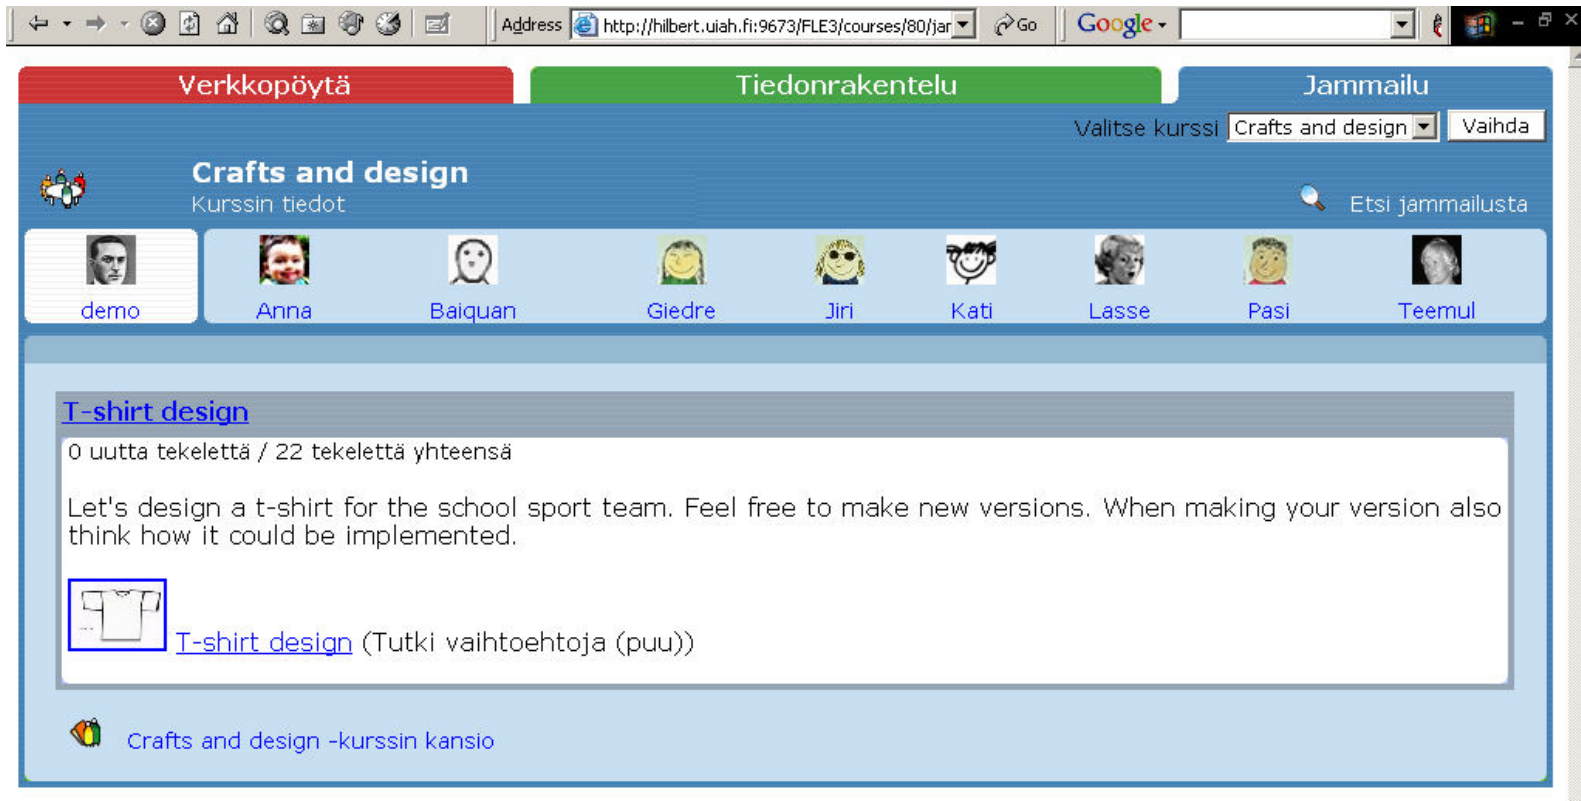 Address http://hilbert.uiah.fi:9673/FLE3/courses/80/jar Go Google
Verkkopöytä Tiedonrakentelu Jammailu
Valitse kurssi Crafts and design Vaihda
Crafts and design
Kurssin tiedot Etsi jammailusta
demo Anna Baiquan Giedre Jiri Kati Lasse Pasi Teemul
T-shirt design
0 uutta tekelettä / 22 tekelettä yhteensä
Let's design a t-shirt for the school sport team. Feel free to make new versions. When making your version also
think how it could be implemented.
T-shirt design (Tutki vaihtoehtoja (puu))
Crafts and design -kurssin kansio